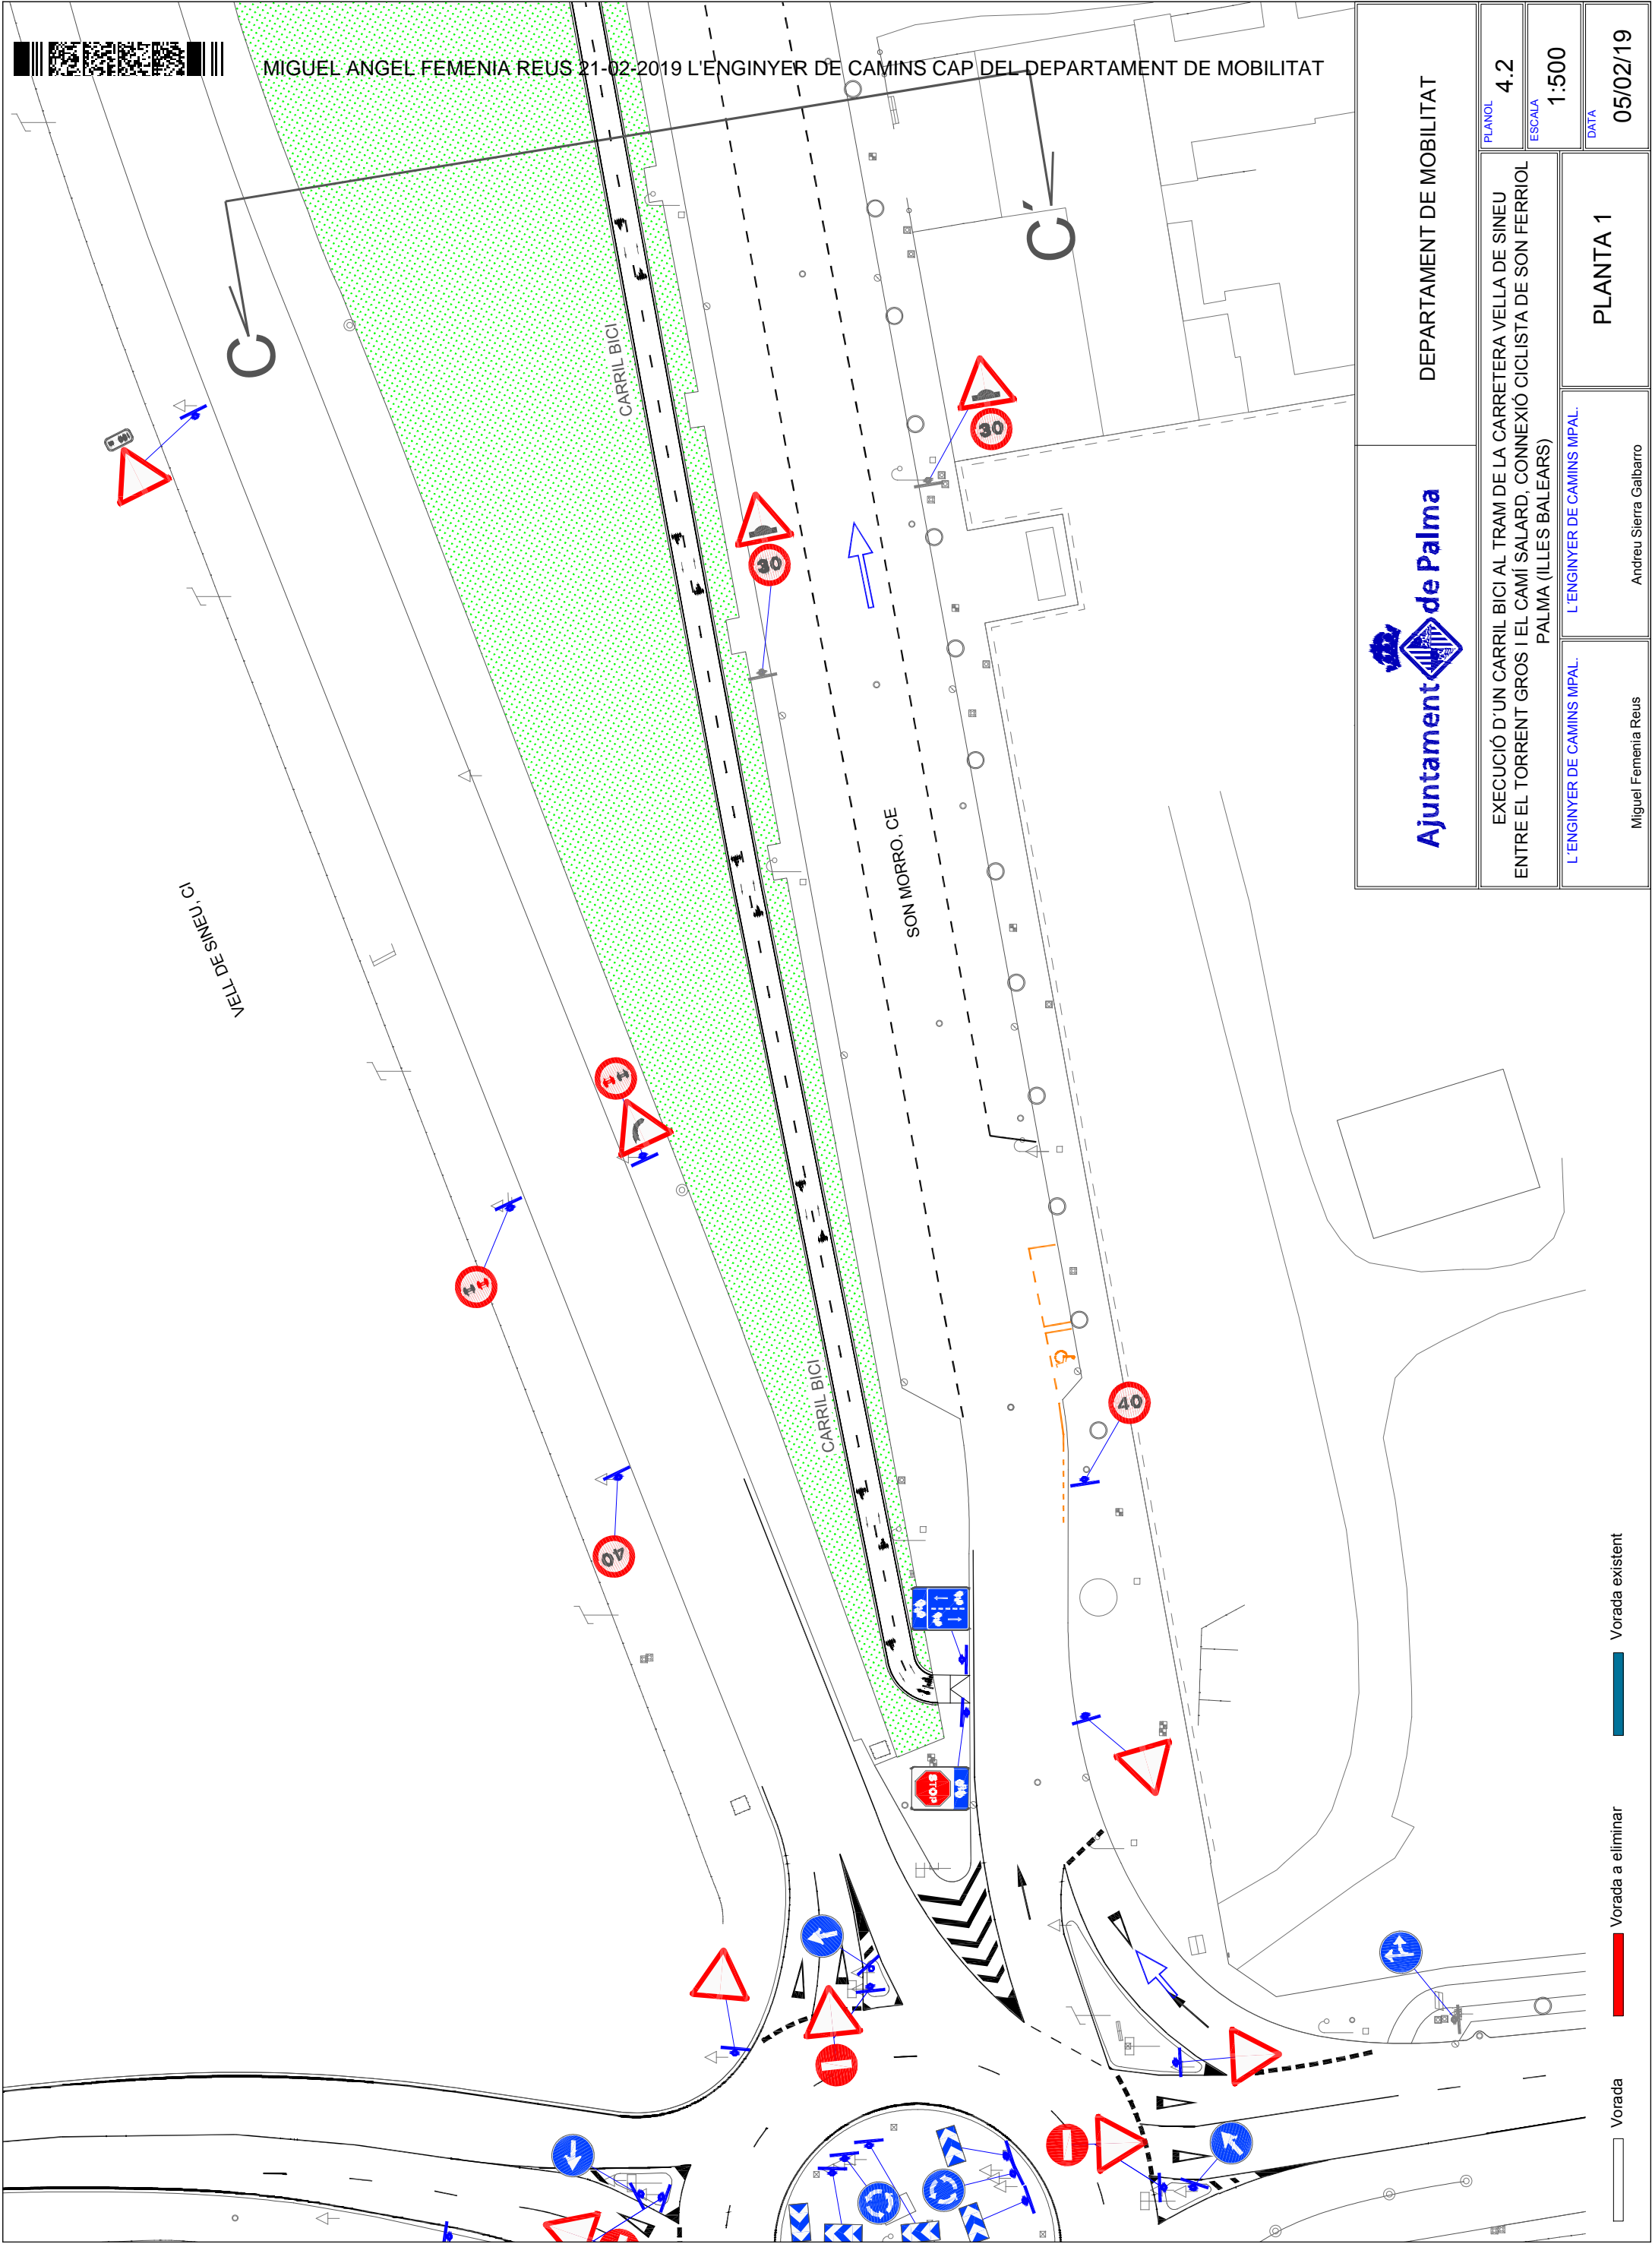 MIGUEL ANGEL FEMENIA REUS 21-02-2019 L'ENGINYER DE CAMINS CAP DEL DEPARTAMENT DE MOBILITAT
C
C´
CARRIL BICI
VELL DE SINEU, CI
SON MORRO, CE
CARRIL BICI
30
30
40
40
STOP
Ajuntament de Palma
DEPARTAMENT DE MOBILITAT
EXECUCIÓ D'UN CARRIL BICI AL TRAM DE LA CARRETERA VELLA DE SINEU
ENTRE EL TORRENT GROS I EL CAMÍ SALARD, CONNEXIÓ CICLISTA DE SON FERRIOL
PALMA (ILLES BALEARS)
PLANOL
4.2
ESCALA
1:500
DATA
05/02/19
L'ENGINYER DE CAMINS MPAL.
Miguel Femenia Reus
L'ENGINYER DE CAMINS MPAL.
Andreu Sierra Galbarro
PLANTA 1
Vorada
Vorada a eliminar
Vorada existent